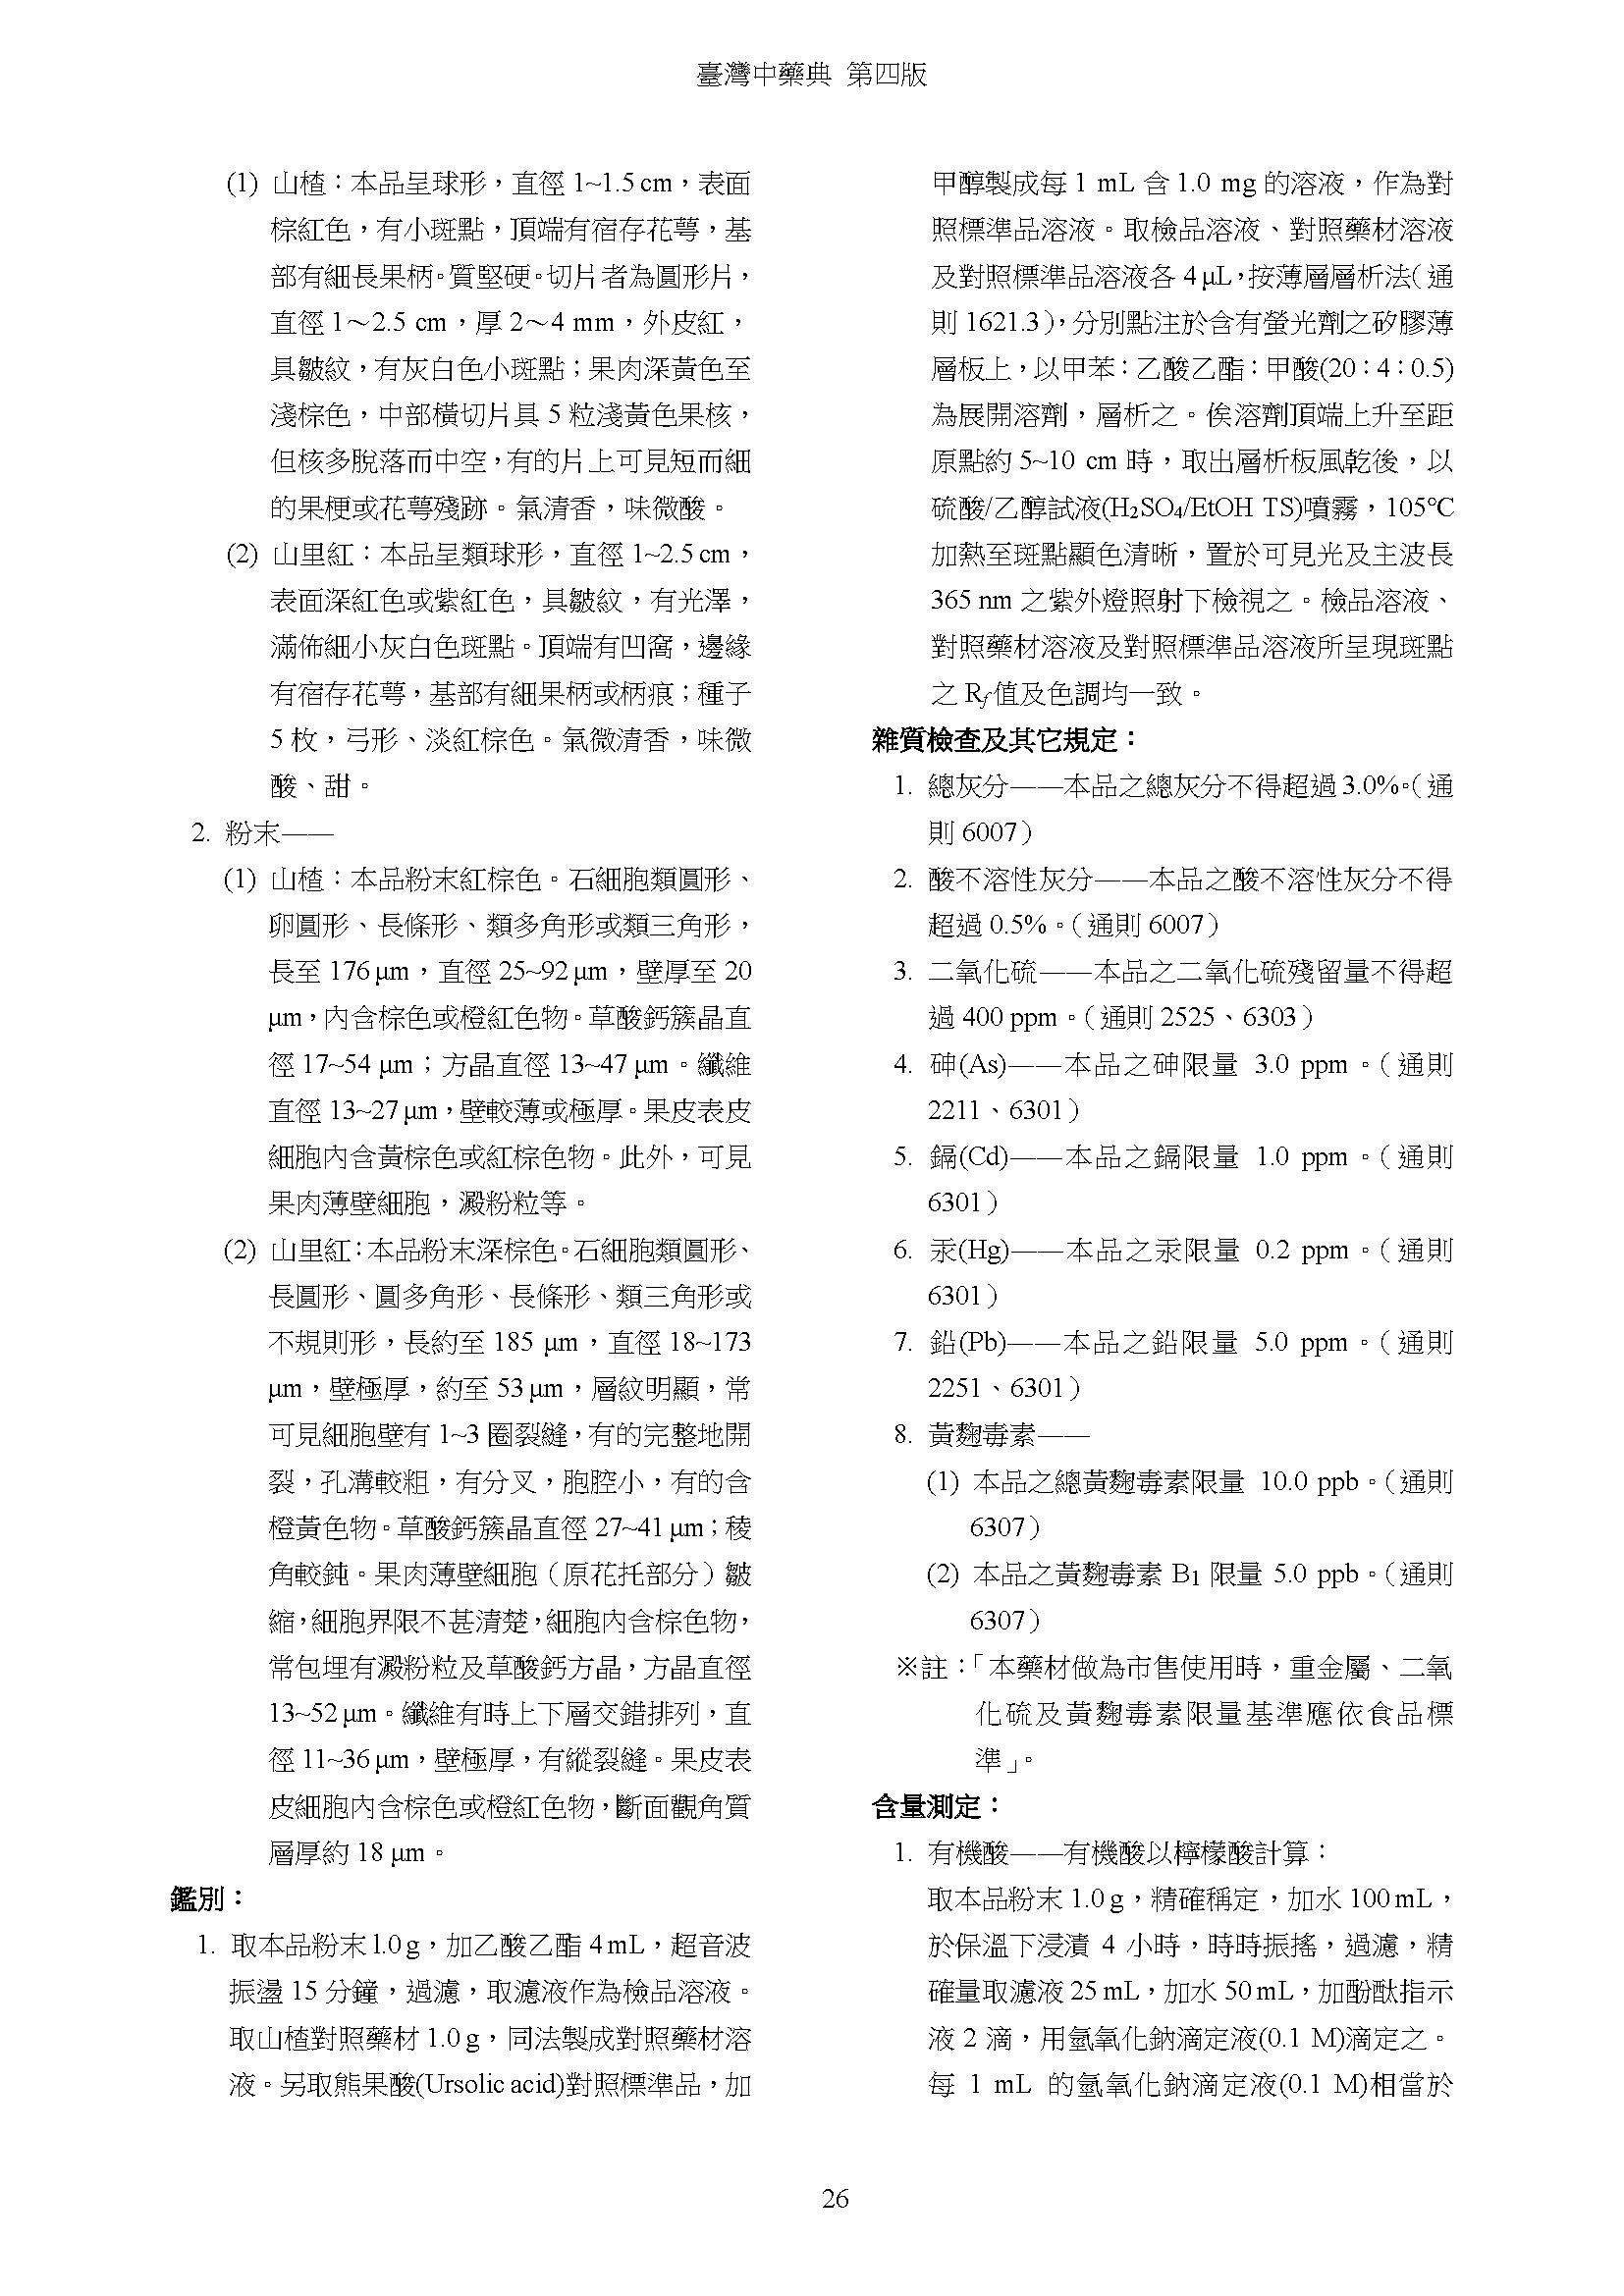 臺灣中藥典 第四版
(1) 山楂：本品呈球形，直徑 1~1.5 cm，表面
棕紅色，有小斑點，頂端有宿存花萼，基
部有細長果柄。質堅硬。切片者為圓形片，
直徑 1～2.5 cm，厚 2～4 mm，外皮紅，
具皺紋，有灰白色小斑點；果肉深黃色至
淺棕色，中部橫切片具 5 粒淺黃色果核，
但核多脫落而中空，有的片上可見短而細
的果梗或花萼殘跡。氣清香，味微酸。
(2) 山里紅：本品呈類球形，直徑 1~2.5 cm，
表面深紅色或紫紅色，具皺紋，有光澤，
滿佈細小灰白色斑點。頂端有凹窩，邊緣
有宿存花萼，基部有細果柄或柄痕；種子
5 枚，弓形、淡紅棕色。氣微清香，味微
酸、甜。
2. 粉末——
(1) 山楂：本品粉末紅棕色。石細胞類圓形、
卵圓形、長條形、類多角形或類三角形，
長至 176 μm，直徑 25~92 μm，壁厚至 20
μm，內含棕色或橙紅色物。草酸鈣簇晶直
徑 17~54 μm；方晶直徑 13~47 μm。纖維
直徑 13~27 μm，壁較薄或極厚。果皮表皮
細胞內含黃棕色或紅棕色物。此外，可見
果肉薄壁細胞，澱粉粒等。
(2) 山里紅：本品粉末深棕色。石細胞類圓形、
長圓形、圓多角形、長條形、類三角形或
不規則形，長約至 185 μm，直徑 18~173
μm，壁極厚，約至 53 μm，層紋明顯，常
可見細胞壁有 1~3 圈裂縫，有的完整地開
裂，孔溝較粗，有分叉，胞腔小，有的含
橙黃色物。草酸鈣簇晶直徑 27~41 μm；稜
角較鈍。果肉薄壁細胞（原花托部分）皺
縮，細胞界限不甚清楚，細胞內含棕色物，
常包埋有澱粉粒及草酸鈣方晶，方晶直徑
13~52 μm。纖維有時上下層交錯排列，直
徑 11~36 μm，壁極厚，有縱裂縫。果皮表
皮細胞內含棕色或橙紅色物，斷面觀角質
層厚約 18 μm。
鑑別：
1. 取本品粉末 1.0 g，加乙酸乙酯 4 mL，超音波
振盪 15 分鐘，過濾，取濾液作為檢品溶液。
取山楂對照藥材 1.0 g，同法製成對照藥材溶
液。另取熊果酸(Ursolic acid)對照標準品，加
甲醇製成每 1 mL 含 1.0 mg 的溶液，作為對
照標準品溶液。取檢品溶液、對照藥材溶液
及對照標準品溶液各 4 μL，按薄層層析法（通
則 1621.3），分別點注於含有螢光劑之矽膠薄
層板上，以甲苯：乙酸乙酯：甲酸(20：4：0.5)
為展開溶劑，層析之。俟溶劑頂端上升至距
原點約 5~10 cm 時，取出層析板風乾後，以
硫酸/乙醇試液(H₂SO₄/EtOH TS)噴霧，105°C
加熱至斑點顯色清晰，置於可見光及主波長
365 nm 之紫外燈照射下檢視之。檢品溶液、
對照藥材溶液及對照標準品溶液所呈現斑點
之 Rf 值及色調均一致。
雜質檢查及其它規定：
1. 總灰分——本品之總灰分不得超過 3.0%。（通
則 6007）
2. 酸不溶性灰分——本品之酸不溶性灰分不得
超過 0.5%。（通則 6007）
3. 二氧化硫——本品之二氧化硫殘留量不得超
過 400 ppm。（通則 2525、6303）
4. 砷(As)——本品之砷限量 3.0 ppm。（通則
2211、6301）
5. 鎘(Cd)——本品之鎘限量 1.0 ppm。（通則
6301）
6. 汞(Hg)——本品之汞限量 0.2 ppm。（通則
6301）
7. 鉛(Pb)——本品之鉛限量 5.0 ppm。（通則
2251、6301）
8. 黃麴毒素——
(1) 本品之總黃麴毒素限量 10.0 ppb。（通則
6307）
(2) 本品之黃麴毒素 B₁ 限量 5.0 ppb。（通則
6307）
※註：「本藥材做為市售使用時，重金屬、二氧
化硫及黃麴毒素限量基準應依食品標
準」。
含量測定：
1. 有機酸——有機酸以檸檬酸計算：
取本品粉末 1.0 g，精確稱定，加水 100 mL，
於保溫下浸漬 4 小時，時時振搖，過濾，精
確量取濾液 25 mL，加水 50 mL，加酚酞指示
液 2 滴，用氫氧化鈉滴定液(0.1 M)滴定之。
每 1 mL 的氫氧化鈉滴定液(0.1 M)相當於
26